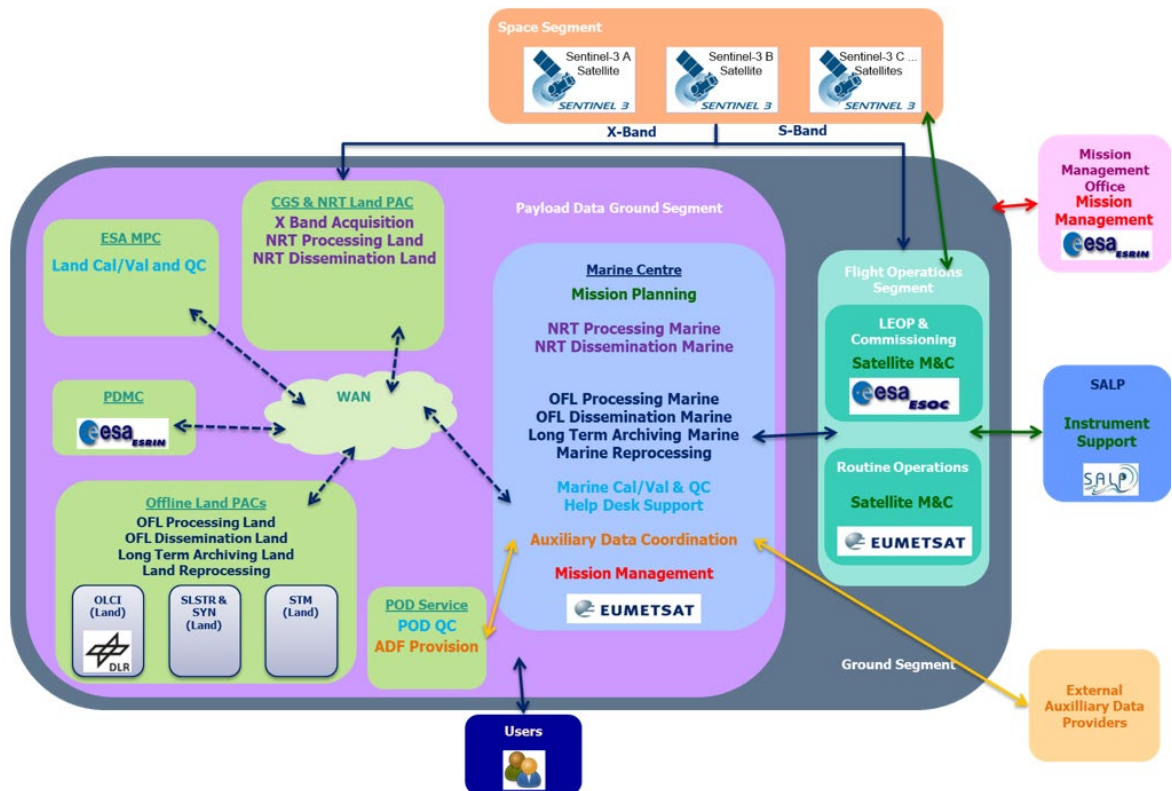 Space Segment
Sentinel-3 A
Satellite
SENTINEL 3
Sentinel-3 B
Satellite
SENTINEL 3
Sentinel-3 C ...
Satellites
SENTINEL 3
X-Band
S-Band
Mission
Management
Office
Mission
Management
esa
ESRIN
CGS & NRT Land PAC
X Band Acquisition
NRT Processing Land
NRT Dissemination Land
Payload Data Ground Segment
ESA MPC
Land Cal/Val and QC
Marine Centre
Mission Planning
NRT Processing Marine
NRT Dissemination Marine
OFL Processing Marine
OFL Dissemination Marine
Long Term Archiving Marine
Marine Reprocessing
Marine Cal/Val & QC
Help Desk Support
Auxiliary Data Coordination
Mission Management
EUMETSAT
Flight Operations
Segment
LEOP &
Commissioning
Satellite M&C
esa
ESOC
Routine Operations
Satellite M&C
EUMETSAT
SALP
Instrument
Support
SALP
WAN
PDMC
esa
ESRIN
Offline Land PACs
OFL Processing Land
OFL Dissemination Land
Long Term Archiving Land
Land Reprocessing
OLCI
(Land)
DLR
SLSTR &
SYN
(Land)
STM
(Land)
POD Service
POD QC
ADF Provision
Ground Segment
External
Auxilliary Data
Providers
Users